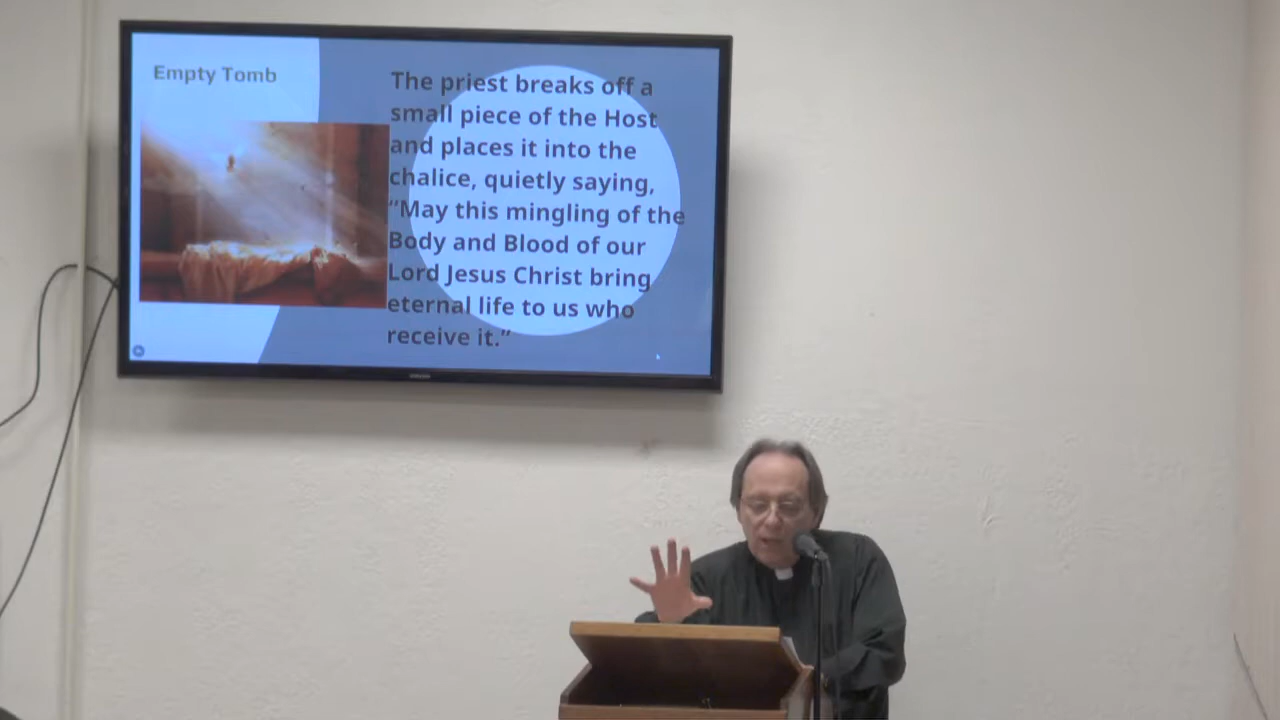 Empty Tomb
The priest breaks off a
small piece of the Host
and places it into the
chalice, quietly saying,
“May this mingling of the
Body and Blood of our
Lord Jesus Christ bring
eternal life to us who
receive it.”